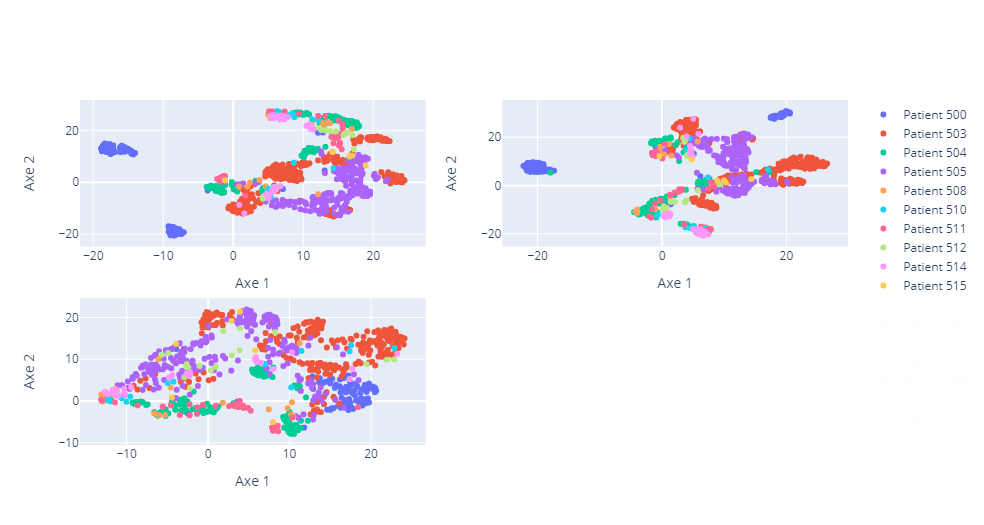 20
0
−20
−20
−10
0
10
20
Axe 1
Axe 2
20
0
−20
−20
0
20
Axe 1
Axe 2
20
10
0
−10
−10
0
10
20
Axe 1
Axe 2
Patient 500
Patient 503
Patient 504
Patient 505
Patient 508
Patient 510
Patient 511
Patient 512
Patient 514
Patient 515